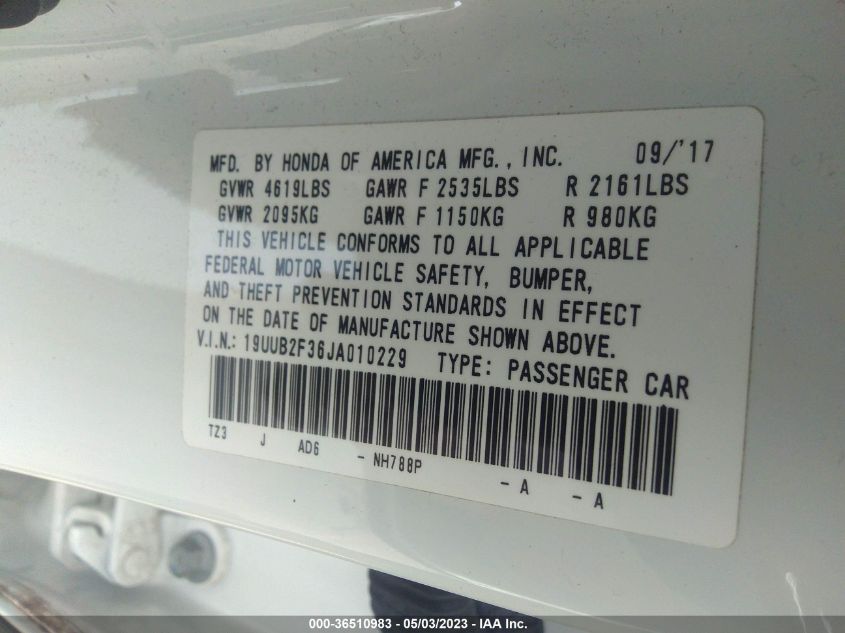 MFD. BY HONDA OF AMERICA MFG., INC. 09/'17
GVWR 4619LBS GAWR F 2535LBS R 2161LBS
GVWR 2095KG GAWR F 1150KG R 980KG
THIS VEHICLE CONFORMS TO ALL APPLICABLE
FEDERAL MOTOR VEHICLE SAFETY, BUMPER,
AND THEFT PREVENTION STANDARDS IN EFFECT
ON THE DATE OF MANUFACTURE SHOWN ABOVE.
V.I.N.: 19UUB2F36JA010229 TYPE: PASSENGER CAR
TZ3 J AD6 - NH788P - A - A
000-36510983 - 05/03/2023 - IAA Inc.